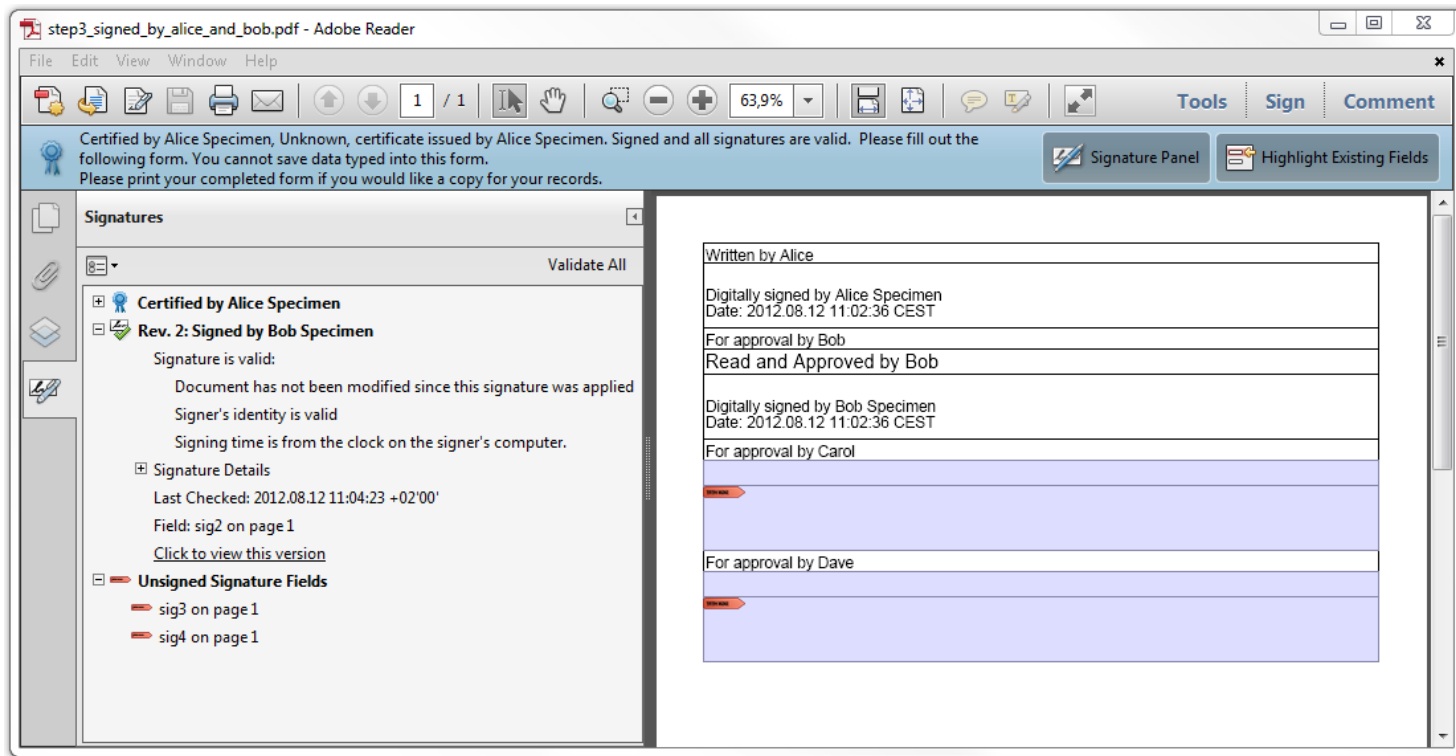 step3_signed_by_alice_and_bob.pdf - Adobe Reader
File Edit View Window Help
1 / 1 63,9% Tools Sign Comment
Certified by Alice Specimen, Unknown, certificate issued by Alice Specimen. Signed and all signatures are valid. Please fill out the
following form. You cannot save data typed into this form.
Please print your completed form if you would like a copy for your records.
Signature Panel
Highlight Existing Fields
Signatures
Validate All
Certified by Alice Specimen
Rev. 2: Signed by Bob Specimen
Signature is valid:
Document has not been modified since this signature was applied
Signer's identity is valid
Signing time is from the clock on the signer's computer.
Signature Details
Last Checked: 2012.08.12 11:04:23 +02'00'
Field: sig2 on page 1
Click to view this version
Unsigned Signature Fields
sig3 on page 1
sig4 on page 1
Written by Alice
Digitally signed by Alice Specimen
Date: 2012.08.12 11:02:36 CEST
For approval by Bob
Read and Approved by Bob
Digitally signed by Bob Specimen
Date: 2012.08.12 11:02:36 CEST
For approval by Carol
For approval by Dave